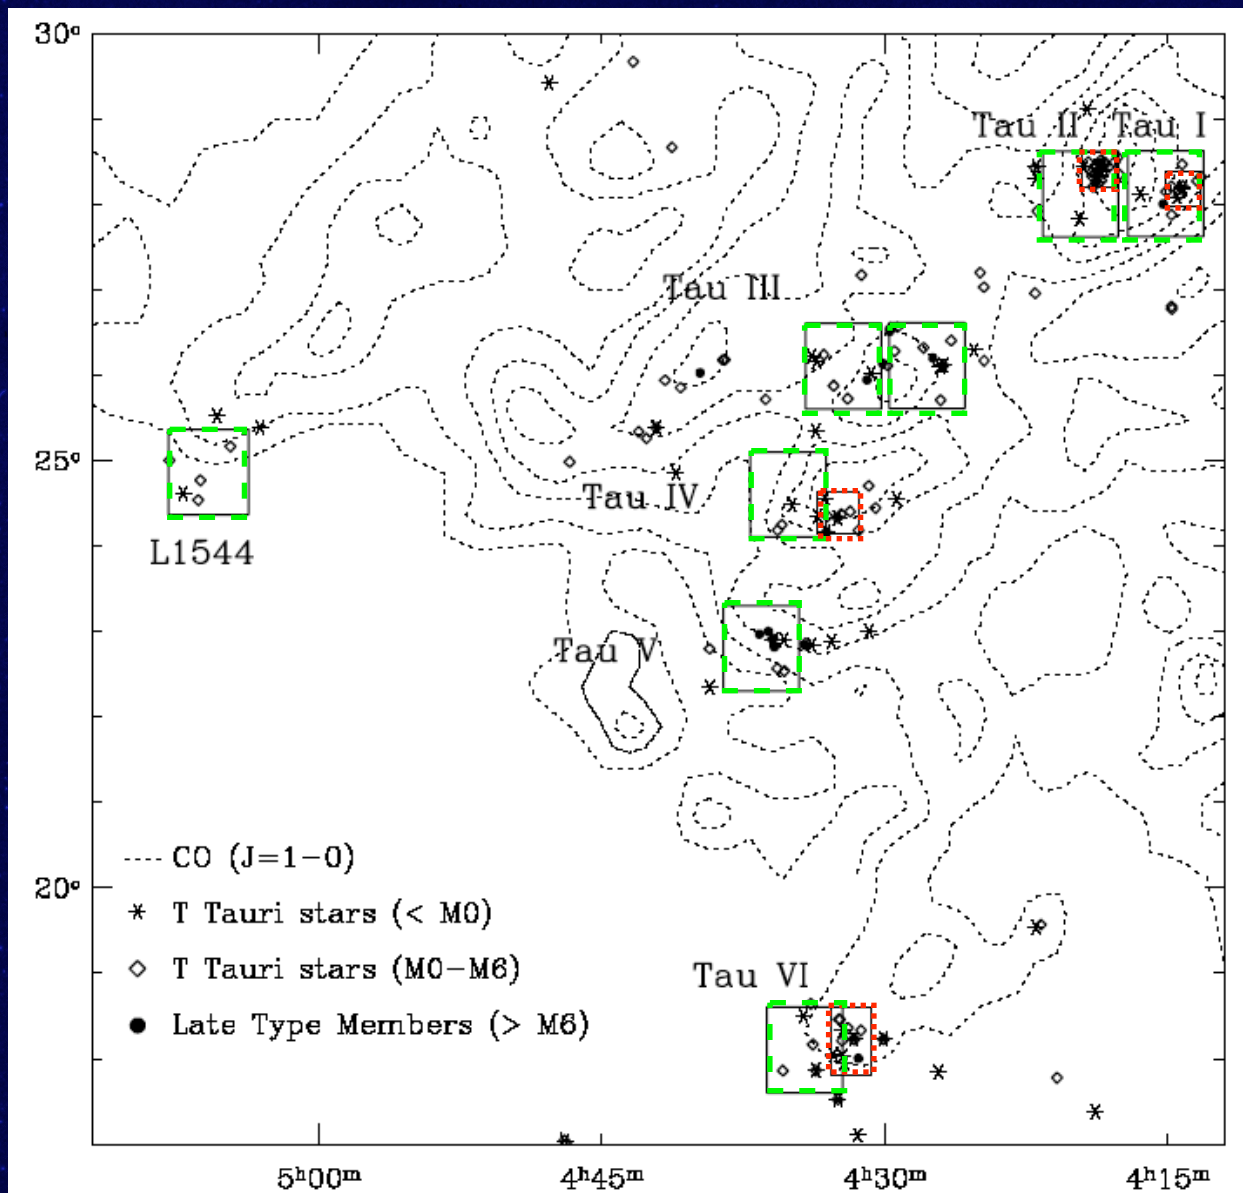 30°
Tau II
Tau I
Tau III
25°
Tau IV
L1544
Tau V
---- CO (J=1-0)
20°
T Tauri stars (< M0)
T Tauri stars (M0-M6)
Tau VI
Late Type Members (> M6)
5ʰ00ᵐ
4ʰ45ᵐ
4ʰ30ᵐ
4ʰ15ᵐ